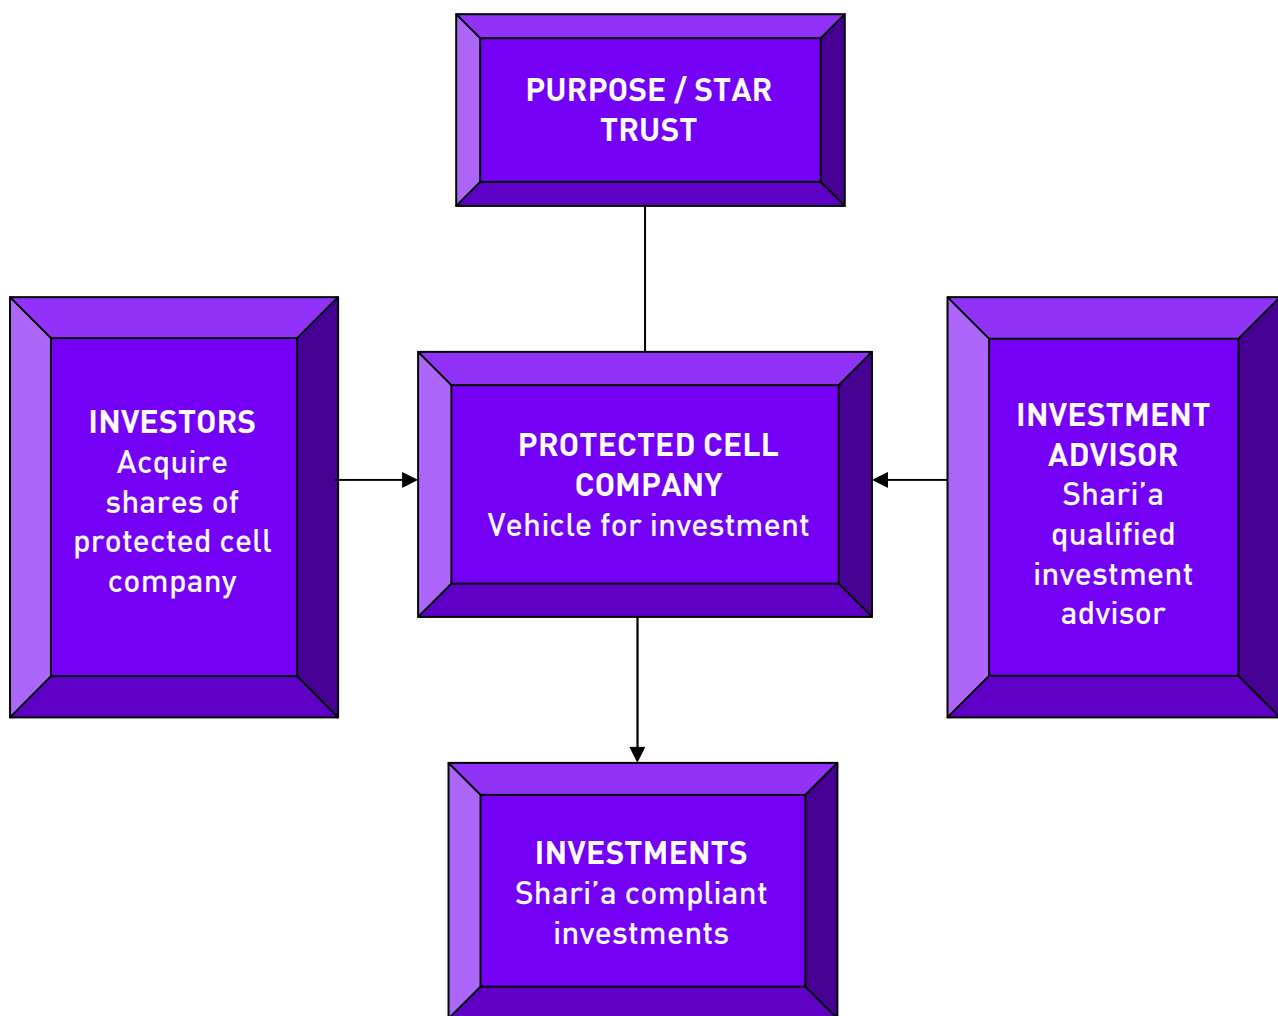 PURPOSE / STAR
TRUST
INVESTORS
Acquire
shares of
protected cell
company
PROTECTED CELL
COMPANY
Vehicle for investment
INVESTMENT
ADVISOR
Shari’a
qualified
investment
advisor
INVESTMENTS
Shari’a compliant
investments